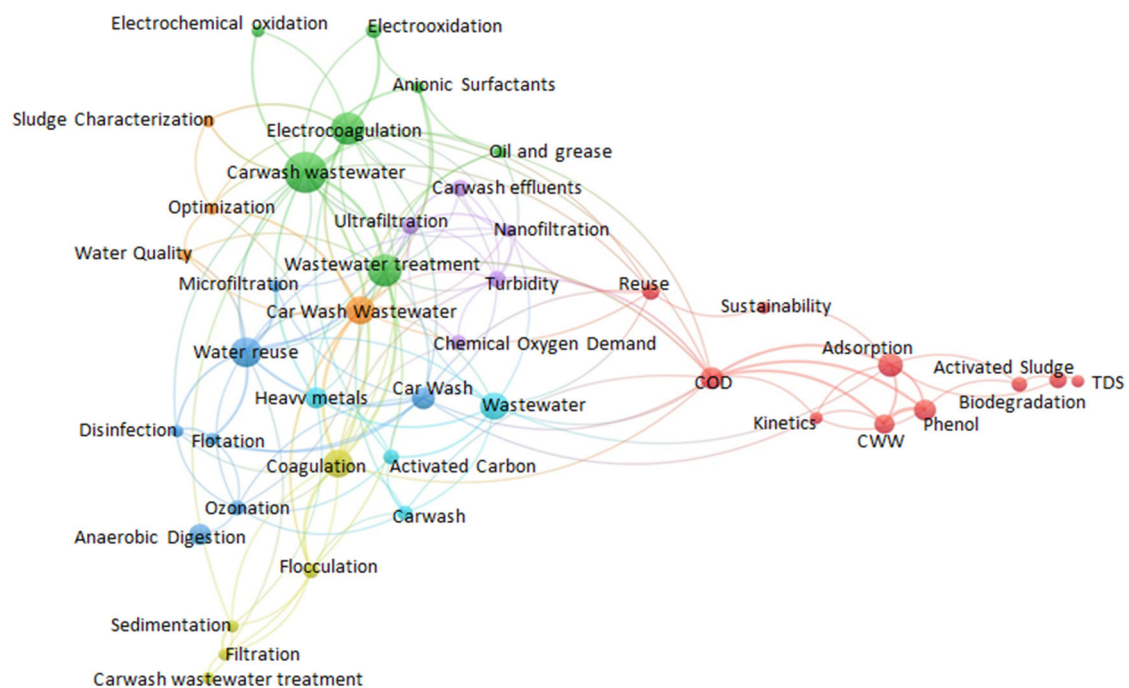 Electrochemical oxidation
Electrooxidation
Anionic Surfactants
Sludge Characterization
Electrocoagulation
Oil and grease
Carwash wastewater
Carwash effluents
Optimization
Ultrafiltration
Nanofiltration
Water Quality
Wastewater treatment
Microfiltration
Turbidity
Reuse
Sustainability
Car Wash Wastewater
Water reuse
Chemical Oxygen Demand
Adsorption
COD
Activated Sludge
TDS
Heavv metals
Car Wash
Wastewater
Biodegradation
Kinetics
Phenol
Disinfection
Flotation
CWW
Coagulation
Activated Carbon
Ozonation
Carwash
Anaerobic Digestion
Flocculation
Sedimentation
Filtration
Carwash wastewater treatment